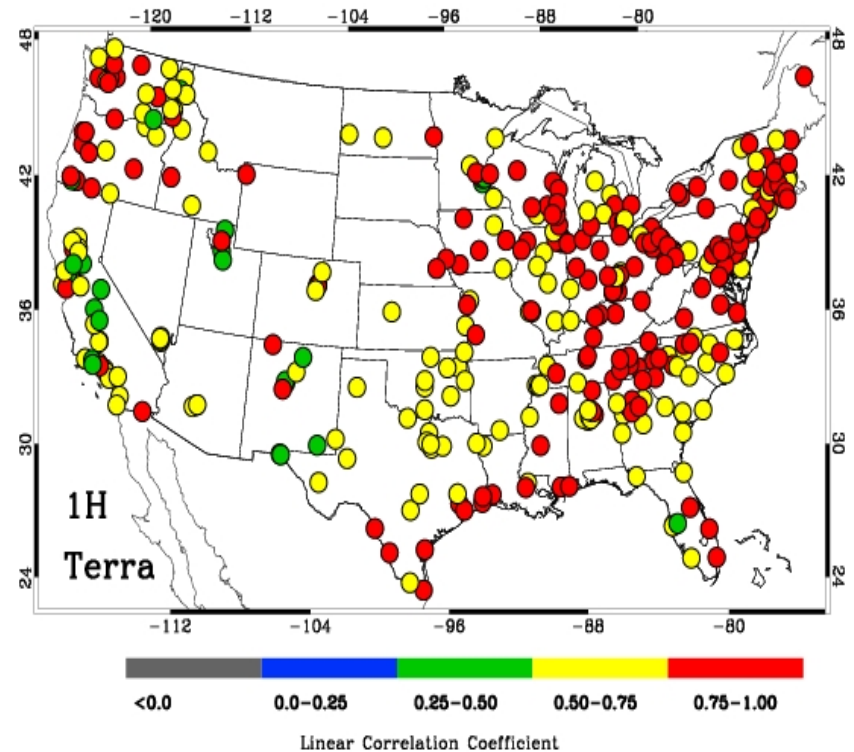 -120 -112 -104 -96 -88 -80
48 48
42 42
36 36
30 30
1H
Terra
24 24
-112 -104 -96 -88 -80
<0.0 0.0-0.25 0.25-0.50 0.50-0.75 0.75-1.00
Linear Correlation Coefficient